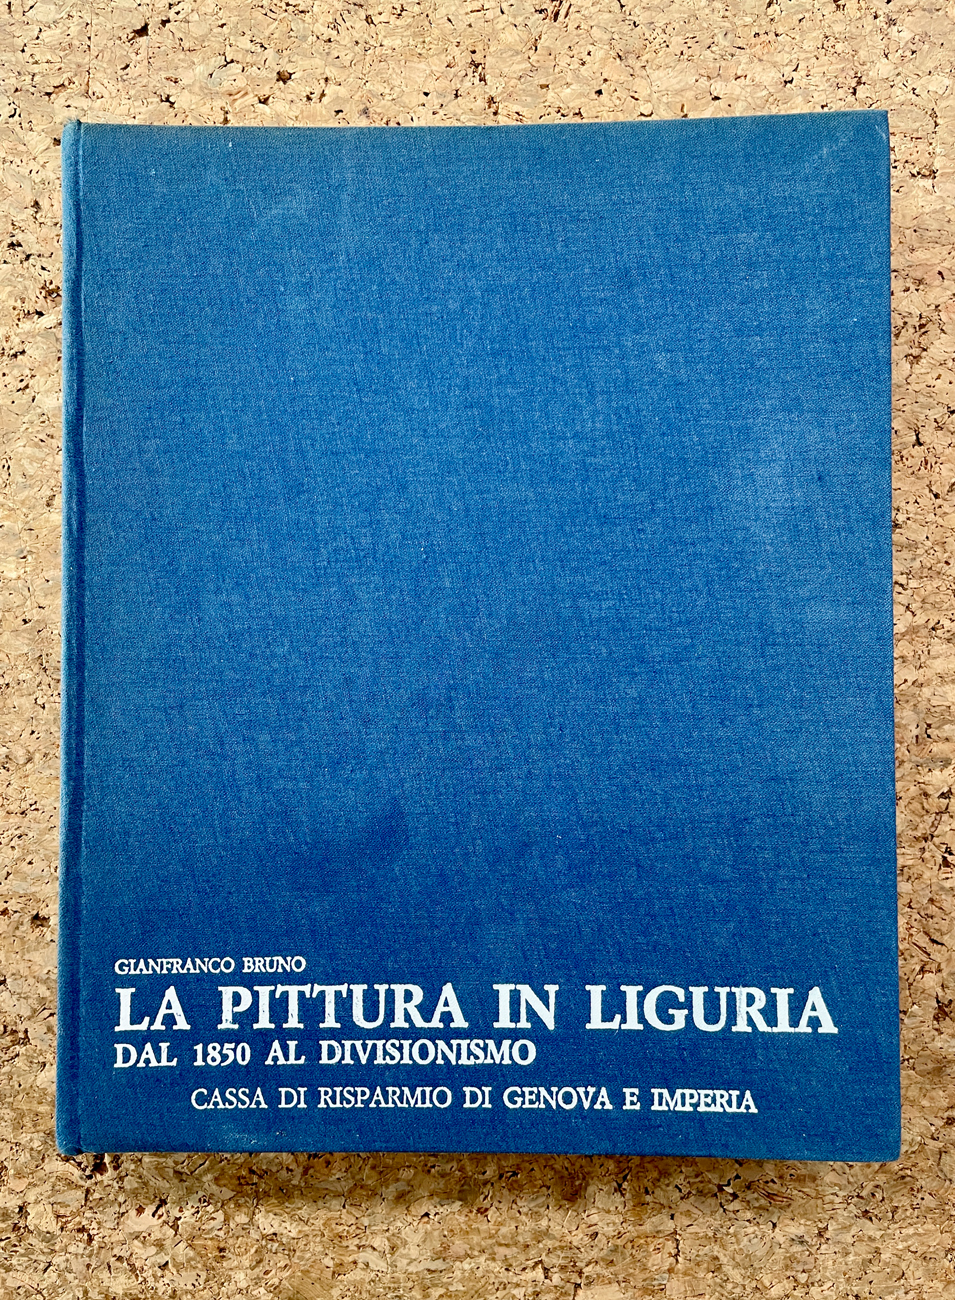 GIANFRANCO BRUNO
LA PITTURA IN LIGURIA
DAL 1850 AL DIVISIONISMO
CASSA DI RISPARMIO DI GENOVA E IMPERIA